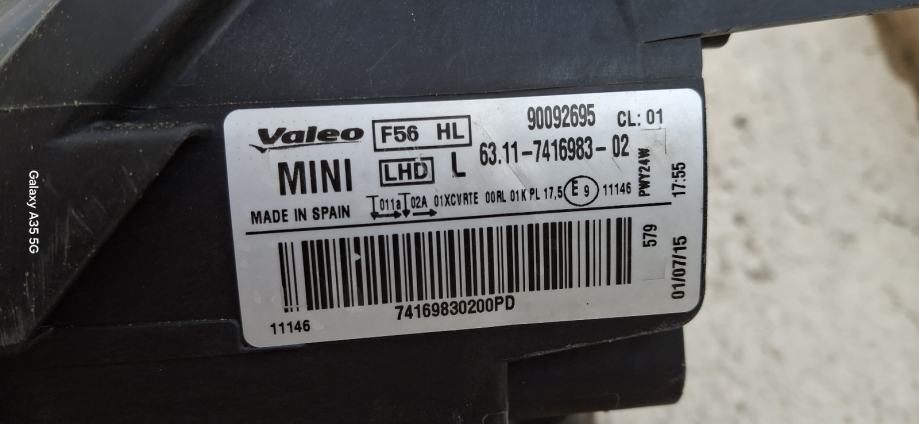 Valeo F56 HL 90092695 CL: 01
MINI LHD L 63.11-7416983-02
MADE IN SPAIN 011a 02A 01XCVRTE 00RL 01K PL 17,5 E 9 11146
PWY24W 17:55
579 01/07/15
74169830200PD
11146
Galaxy A35 5G